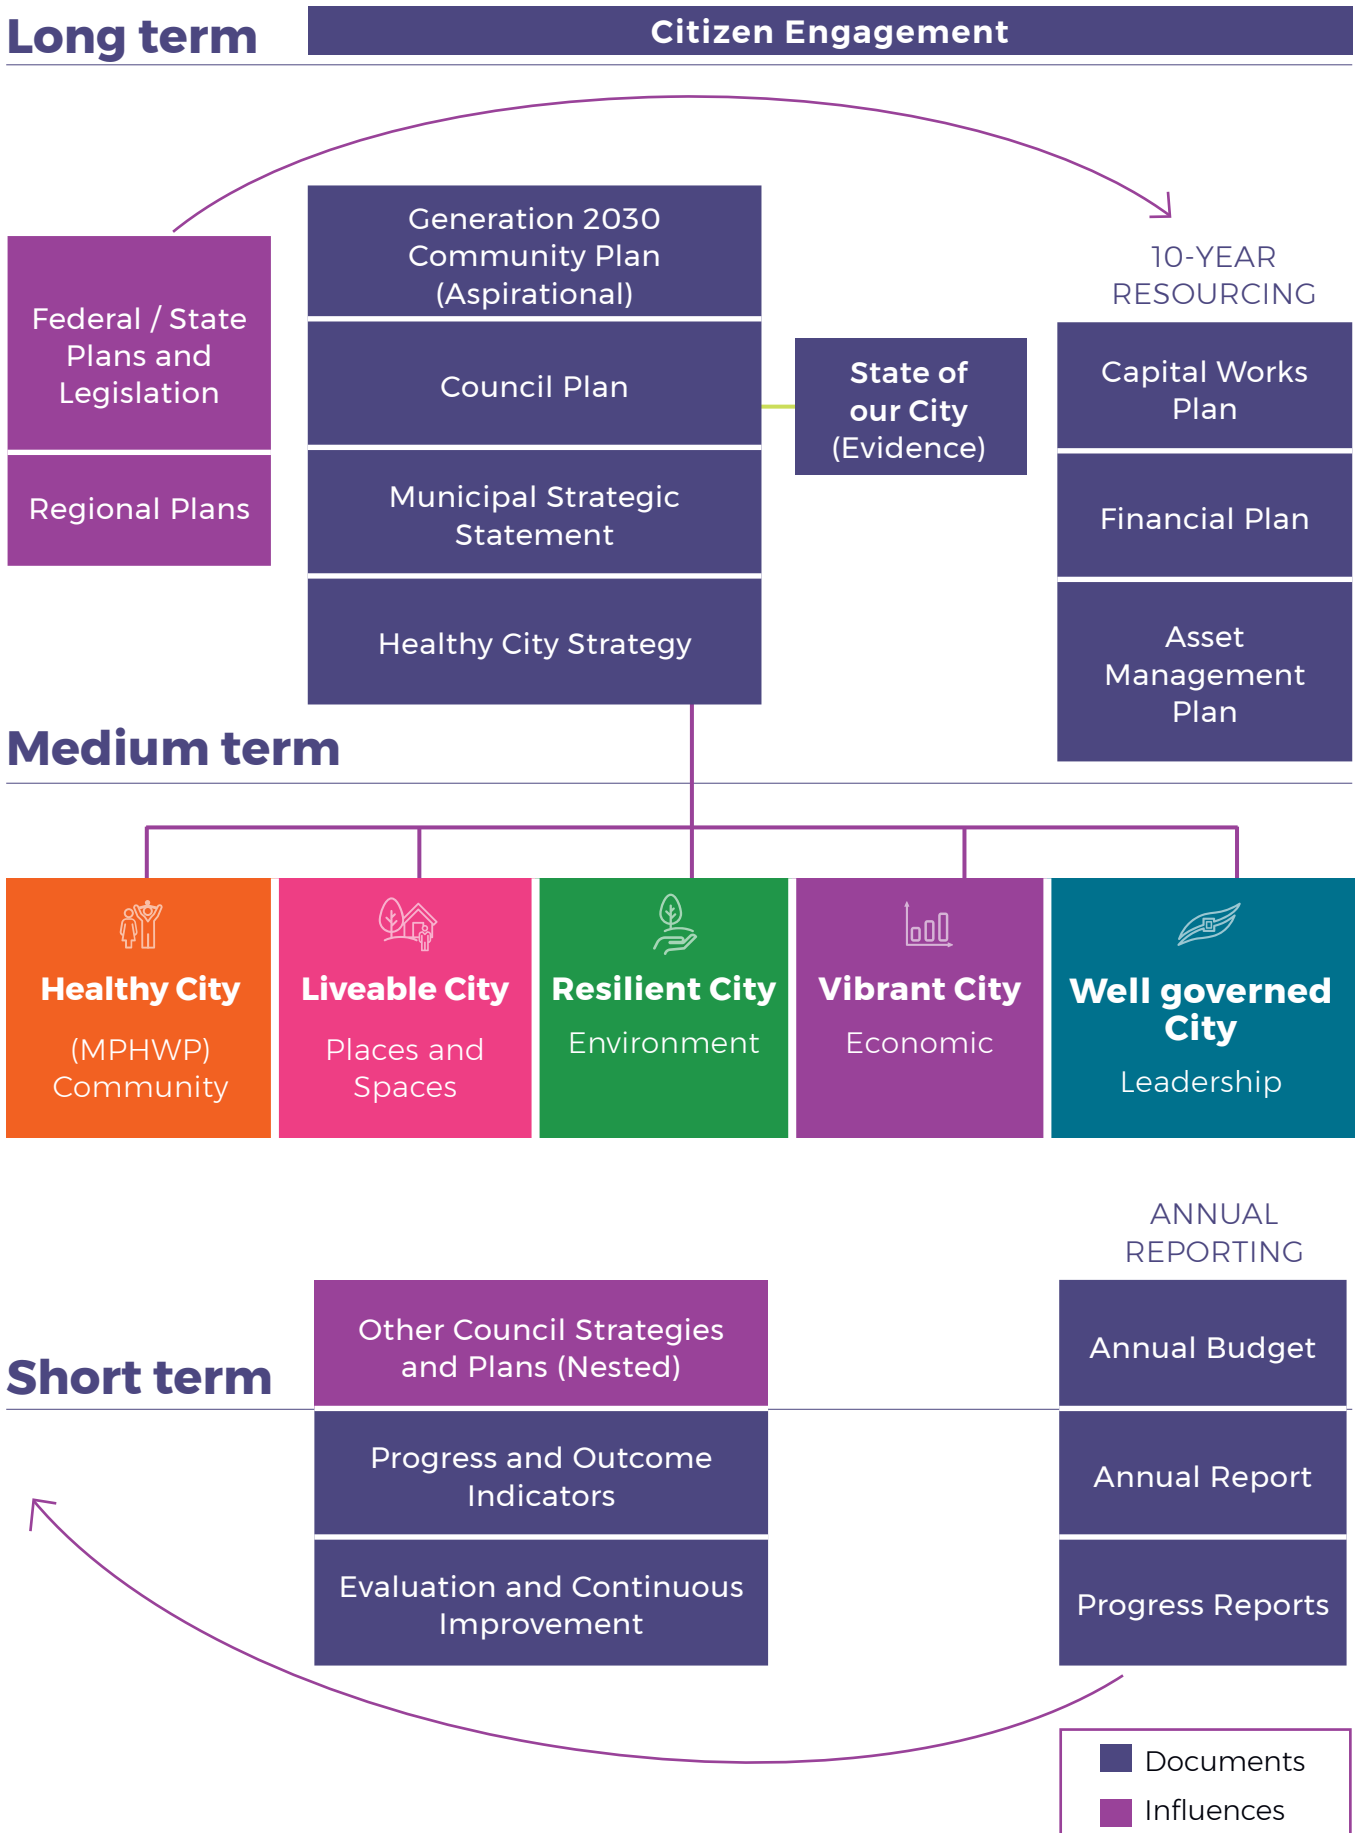 Long term
Citizen Engagement
Federal / State
Plans and
Legislation
Regional Plans
Generation 2030
Community Plan
(Aspirational)
Council Plan
Municipal Strategic
Statement
Healthy City Strategy
State of
our City
(Evidence)
10-YEAR
RESOURCING
Capital Works
Plan
Financial Plan
Asset
Management
Plan
Medium term
Healthy City
(MPHWP)
Community
Liveable City
Places and
Spaces
Resilient City
Environment
Vibrant City
Economic
Well governed
City
Leadership
Short term
Other Council Strategies
and Plans (Nested)
Progress and Outcome
Indicators
Evaluation and Continuous
Improvement
ANNUAL
REPORTING
Annual Budget
Annual Report
Progress Reports
Documents
Influences